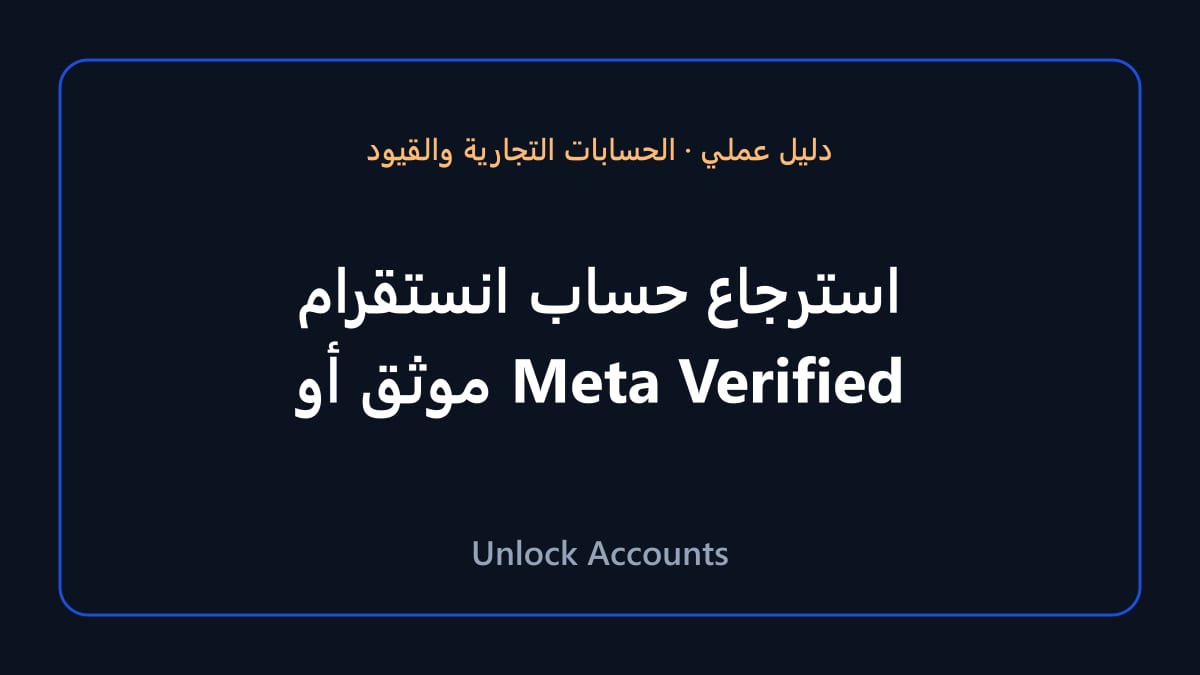 دليل عملي · الحسابات التجارية والقيود
استرجاع حساب انستقرام
موثق أو Meta Verified
Unlock Accounts